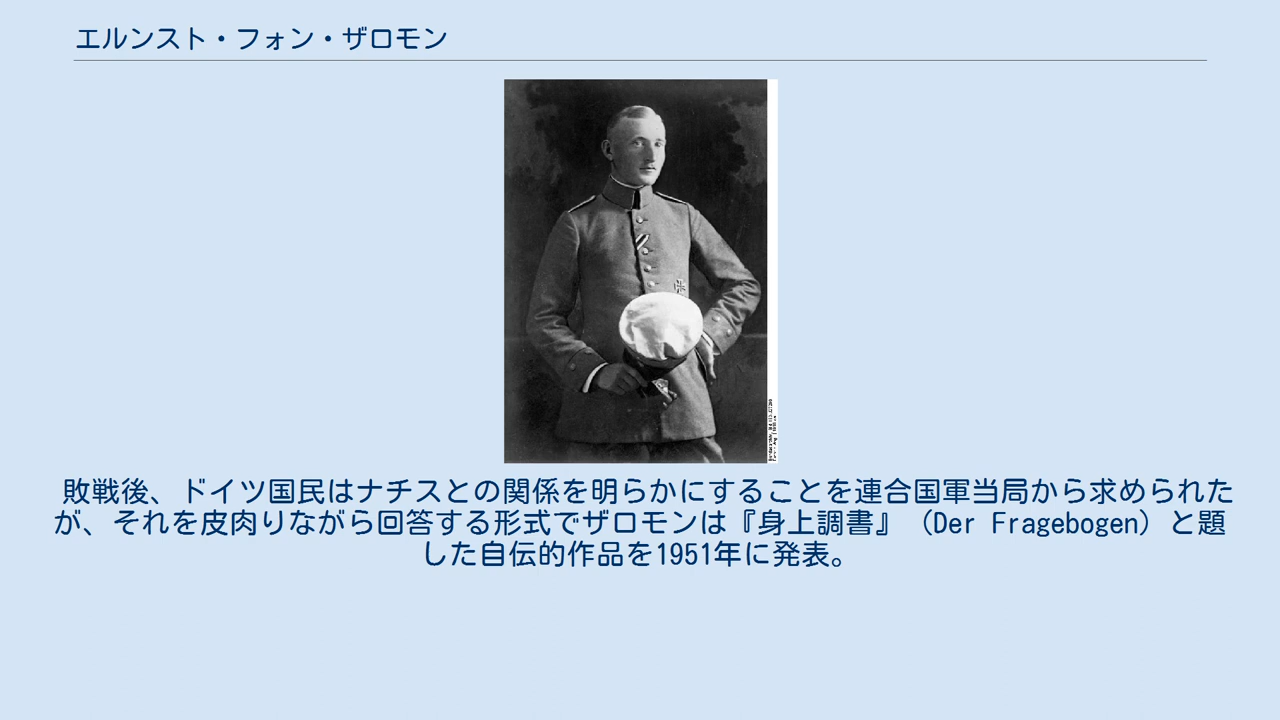 エルンスト・フォン・ザロモン
敗戦後、ドイツ国民はナチスとの関係を明らかにすることを連合国軍当局から求められた
が、それを皮肉りながら回答する形式でザロモンは『身上調書』（Der Fragebogen）と題
した自伝的作品を1951年に発表。